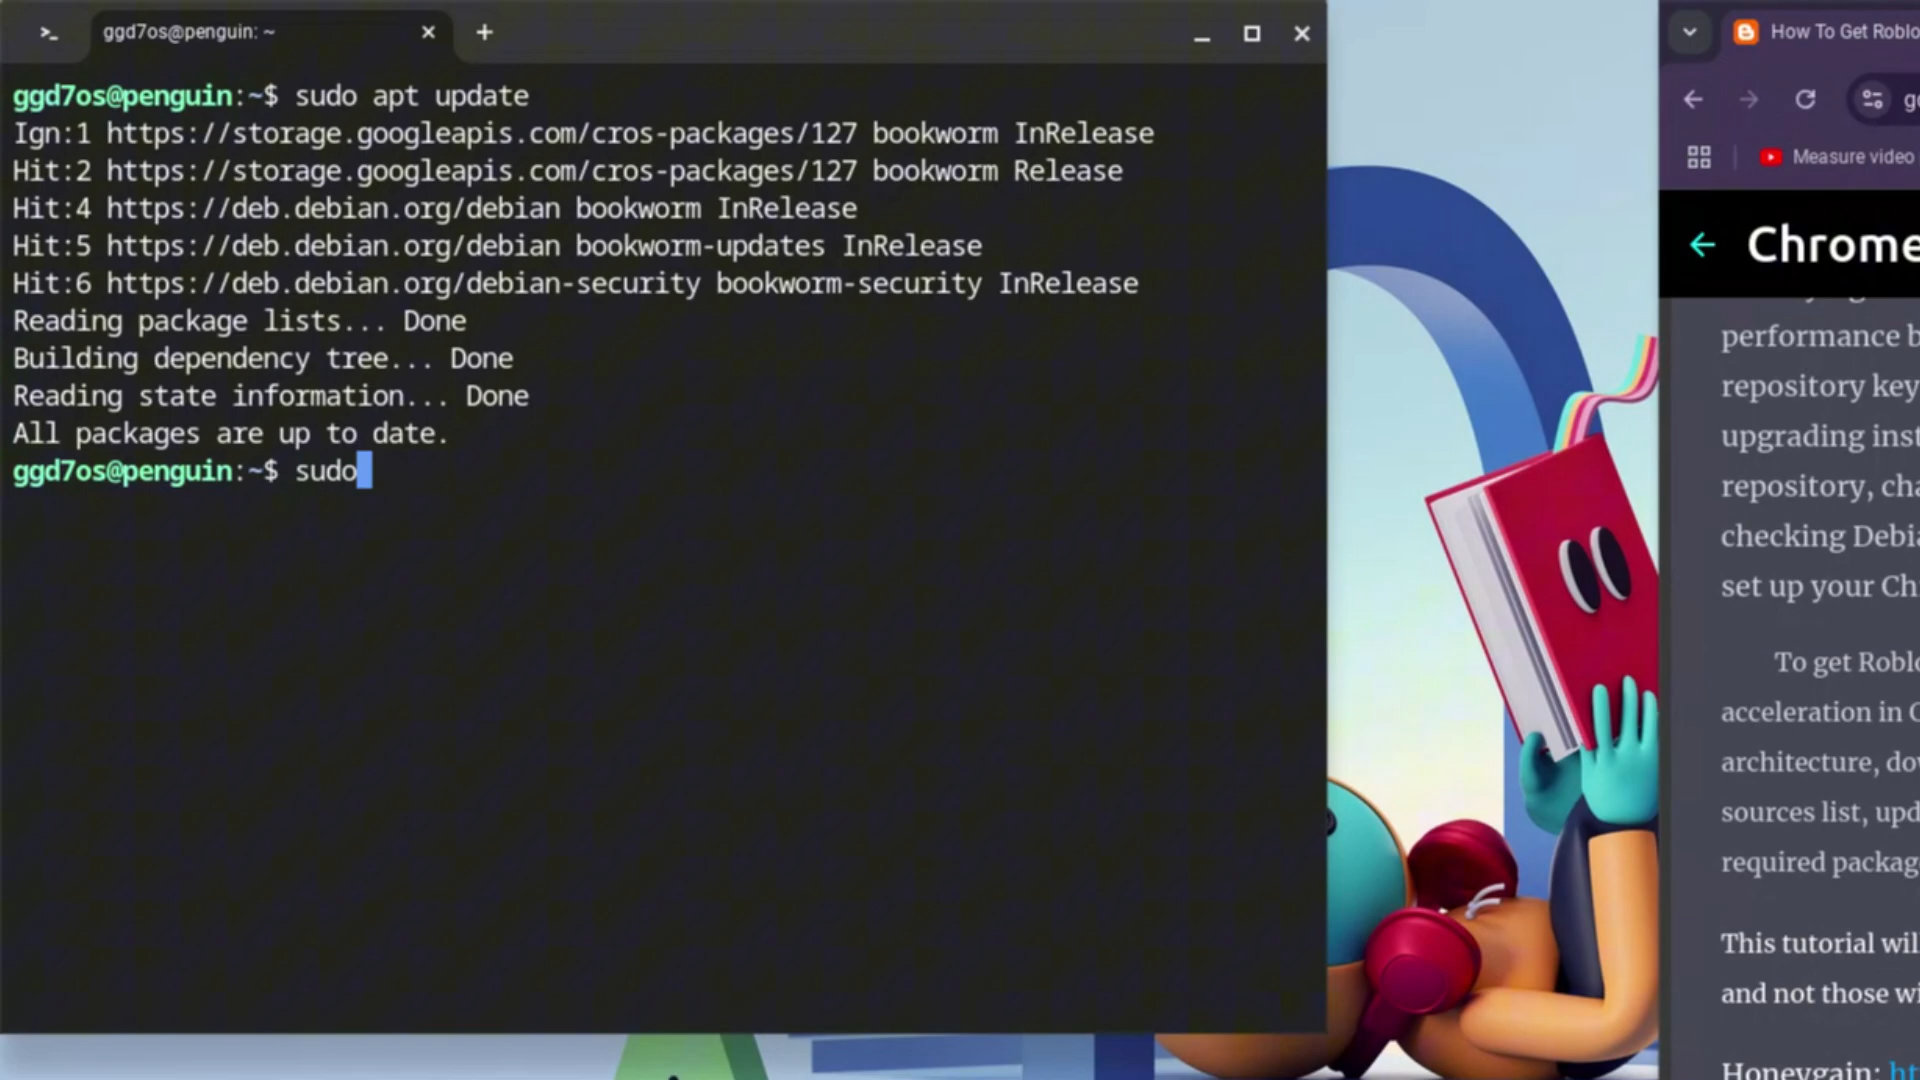 ggd7os@penguin: ~
ggd7os@penguin:~$ sudo apt update
Ign:1 https://storage.googleapis.com/cros-packages/127 bookworm InRelease
Hit:2 https://storage.googleapis.com/cros-packages/127 bookworm Release
Hit:4 https://deb.debian.org/debian bookworm InRelease
Hit:5 https://deb.debian.org/debian bookworm-updates InRelease
Hit:6 https://deb.debian.org/debian-security bookworm-security InRelease
Reading package lists... Done
Building dependency tree... Done
Reading state information... Done
All packages are up to date.
ggd7os@penguin:~$ sudo
How To Get Roblo
Measure video
Chrome
performance b
repository key
upgrading inst
repository, cha
checking Debia
set up your Ch
To get Roblo
acceleration in C
architecture, dov
sources list, upd
required packag
This tutorial wil
and not those wi
Honeygain: ht